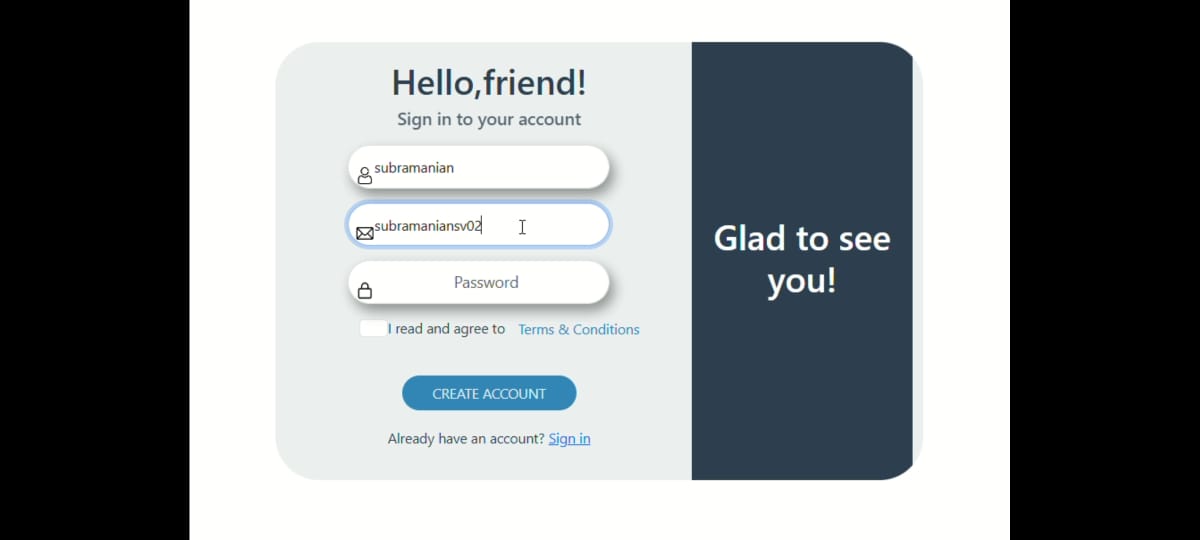 Hello,friend!
Sign in to your account
subramanian
subramaniansv02
Password
I read and agree to Terms & Conditions
CREATE ACCOUNT
Already have an account? Sign in
Glad to see
you!